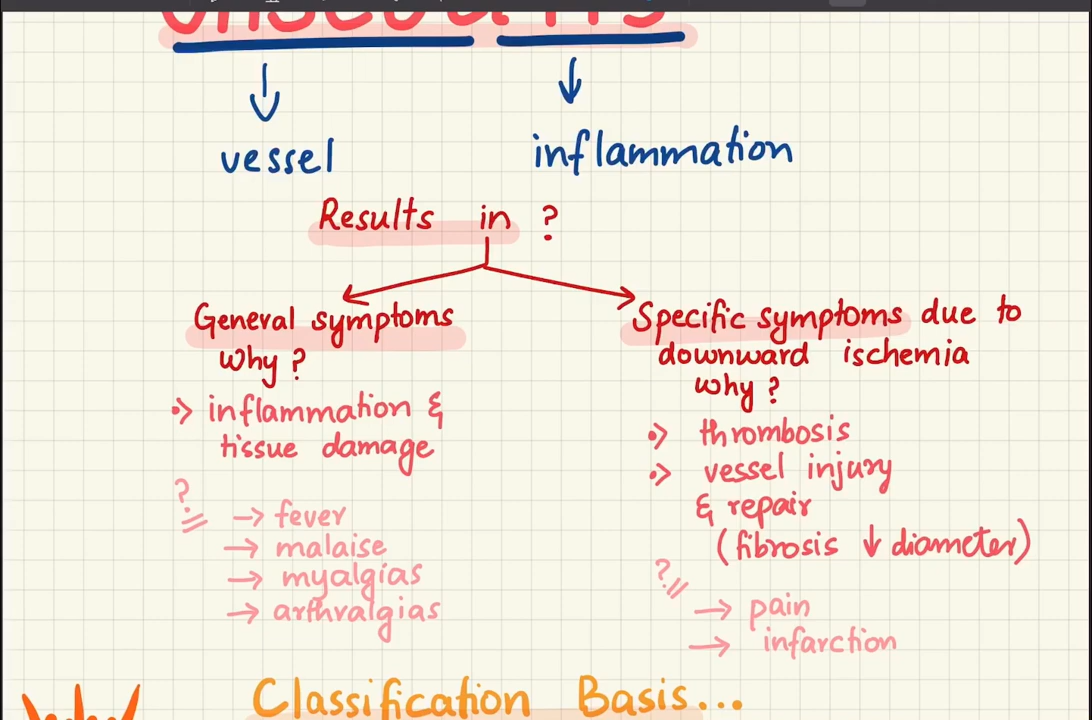 vessel
inflammation
Results in ?
General symptoms
why ?
inflammation &
tissue damage
?
→ fever
→ malaise
→ myalgias
→ arthralgias
Specific symptoms due to
downward ischemia
why ?
thrombosis
vessel injury
& repair
(fibrosis ↓ diameter)
?
→ pain
→ infarction
Classification Basis...